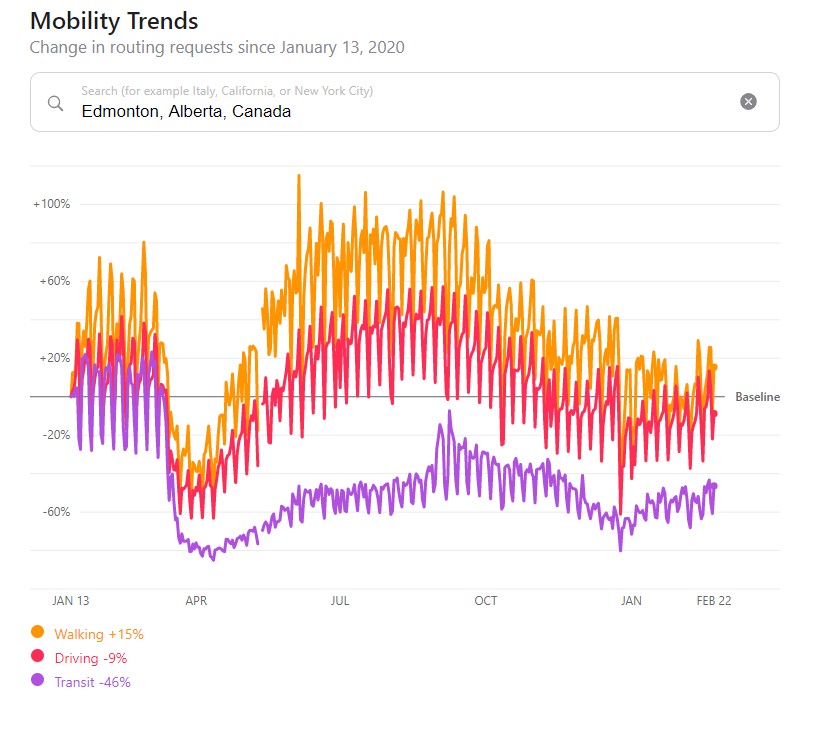 Mobility Trends
Change in routing requests since January 13, 2020
Search (for example Italy, California, or New York City)
Edmonton, Alberta, Canada
+100%
+60%
+20%
Baseline
-20%
-60%
JAN 13 APR JUL OCT JAN FEB 22
Walking +15%
Driving -9%
Transit -46%